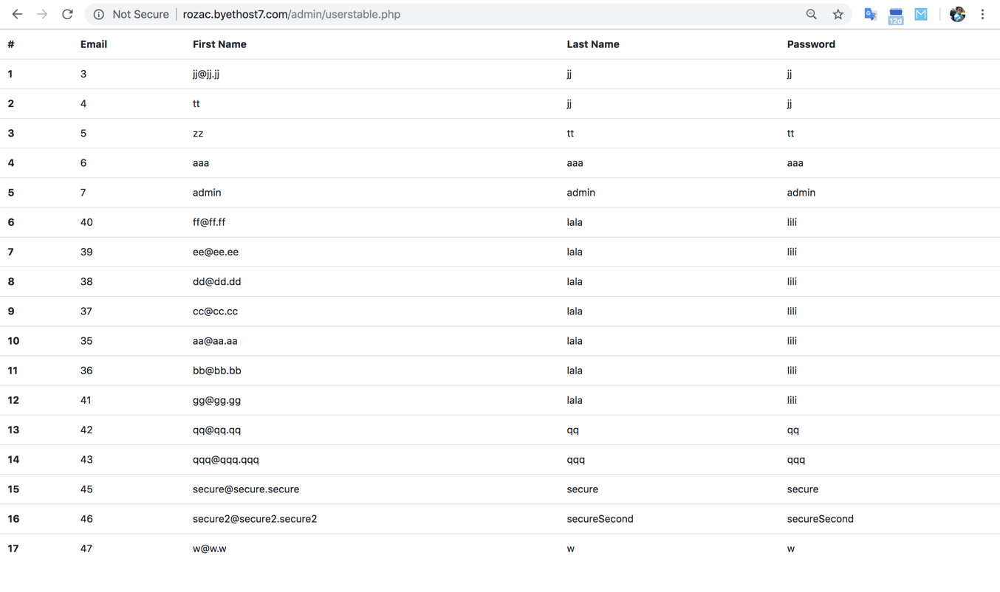 Not Secure | rozac.byethost7.com/admin/userstable.php
12d
# Email First Name Last Name Password
1 3 jj@jj.jj jj jj
2 4 tt jj jj
3 5 zz tt tt
4 6 aaa aaa aaa
5 7 admin admin admin
6 40 ff@ff.ff lala lili
7 39 ee@ee.ee lala lili
8 38 dd@dd.dd lala lili
9 37 cc@cc.cc lala lili
10 35 aa@aa.aa lala lili
11 36 bb@bb.bb lala lili
12 41 gg@gg.gg lala lili
13 42 qq@qq.qq qq qq
14 43 qqq@qqq.qqq qqq qqq
15 45 secure@secure.secure secure secure
16 46 secure2@secure2.secure2 secureSecond secureSecond
17 47 w@w.w w w